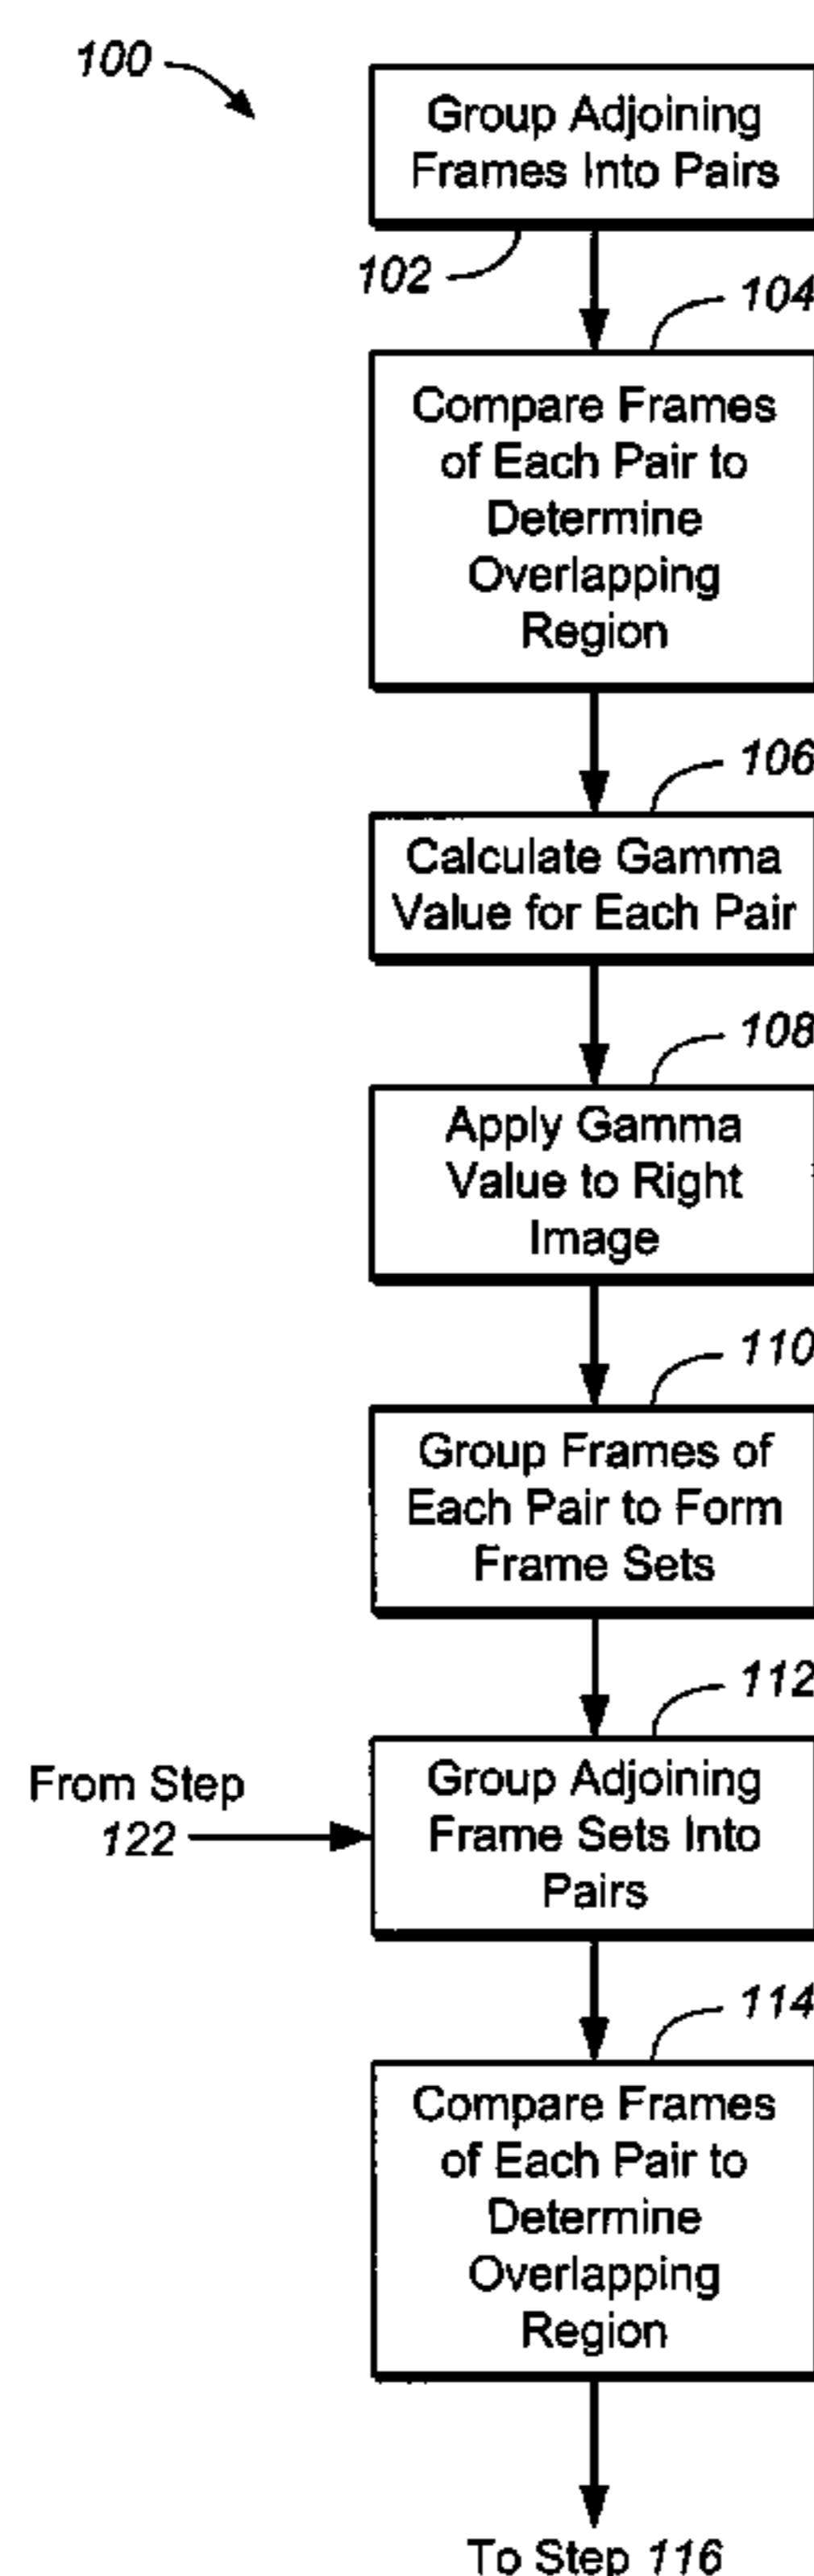 100
Group Adjoining
Frames Into Pairs
102
104
Compare Frames
of Each Pair to
Determine
Overlapping
Region
106
Calculate Gamma
Value for Each Pair
108
Apply Gamma
Value to Right
Image
110
Group Frames of
Each Pair to Form
Frame Sets
112
From Step
122
Group Adjoining
Frame Sets Into
Pairs
114
Compare Frames
of Each Pair to
Determine
Overlapping
Region
To Step 116